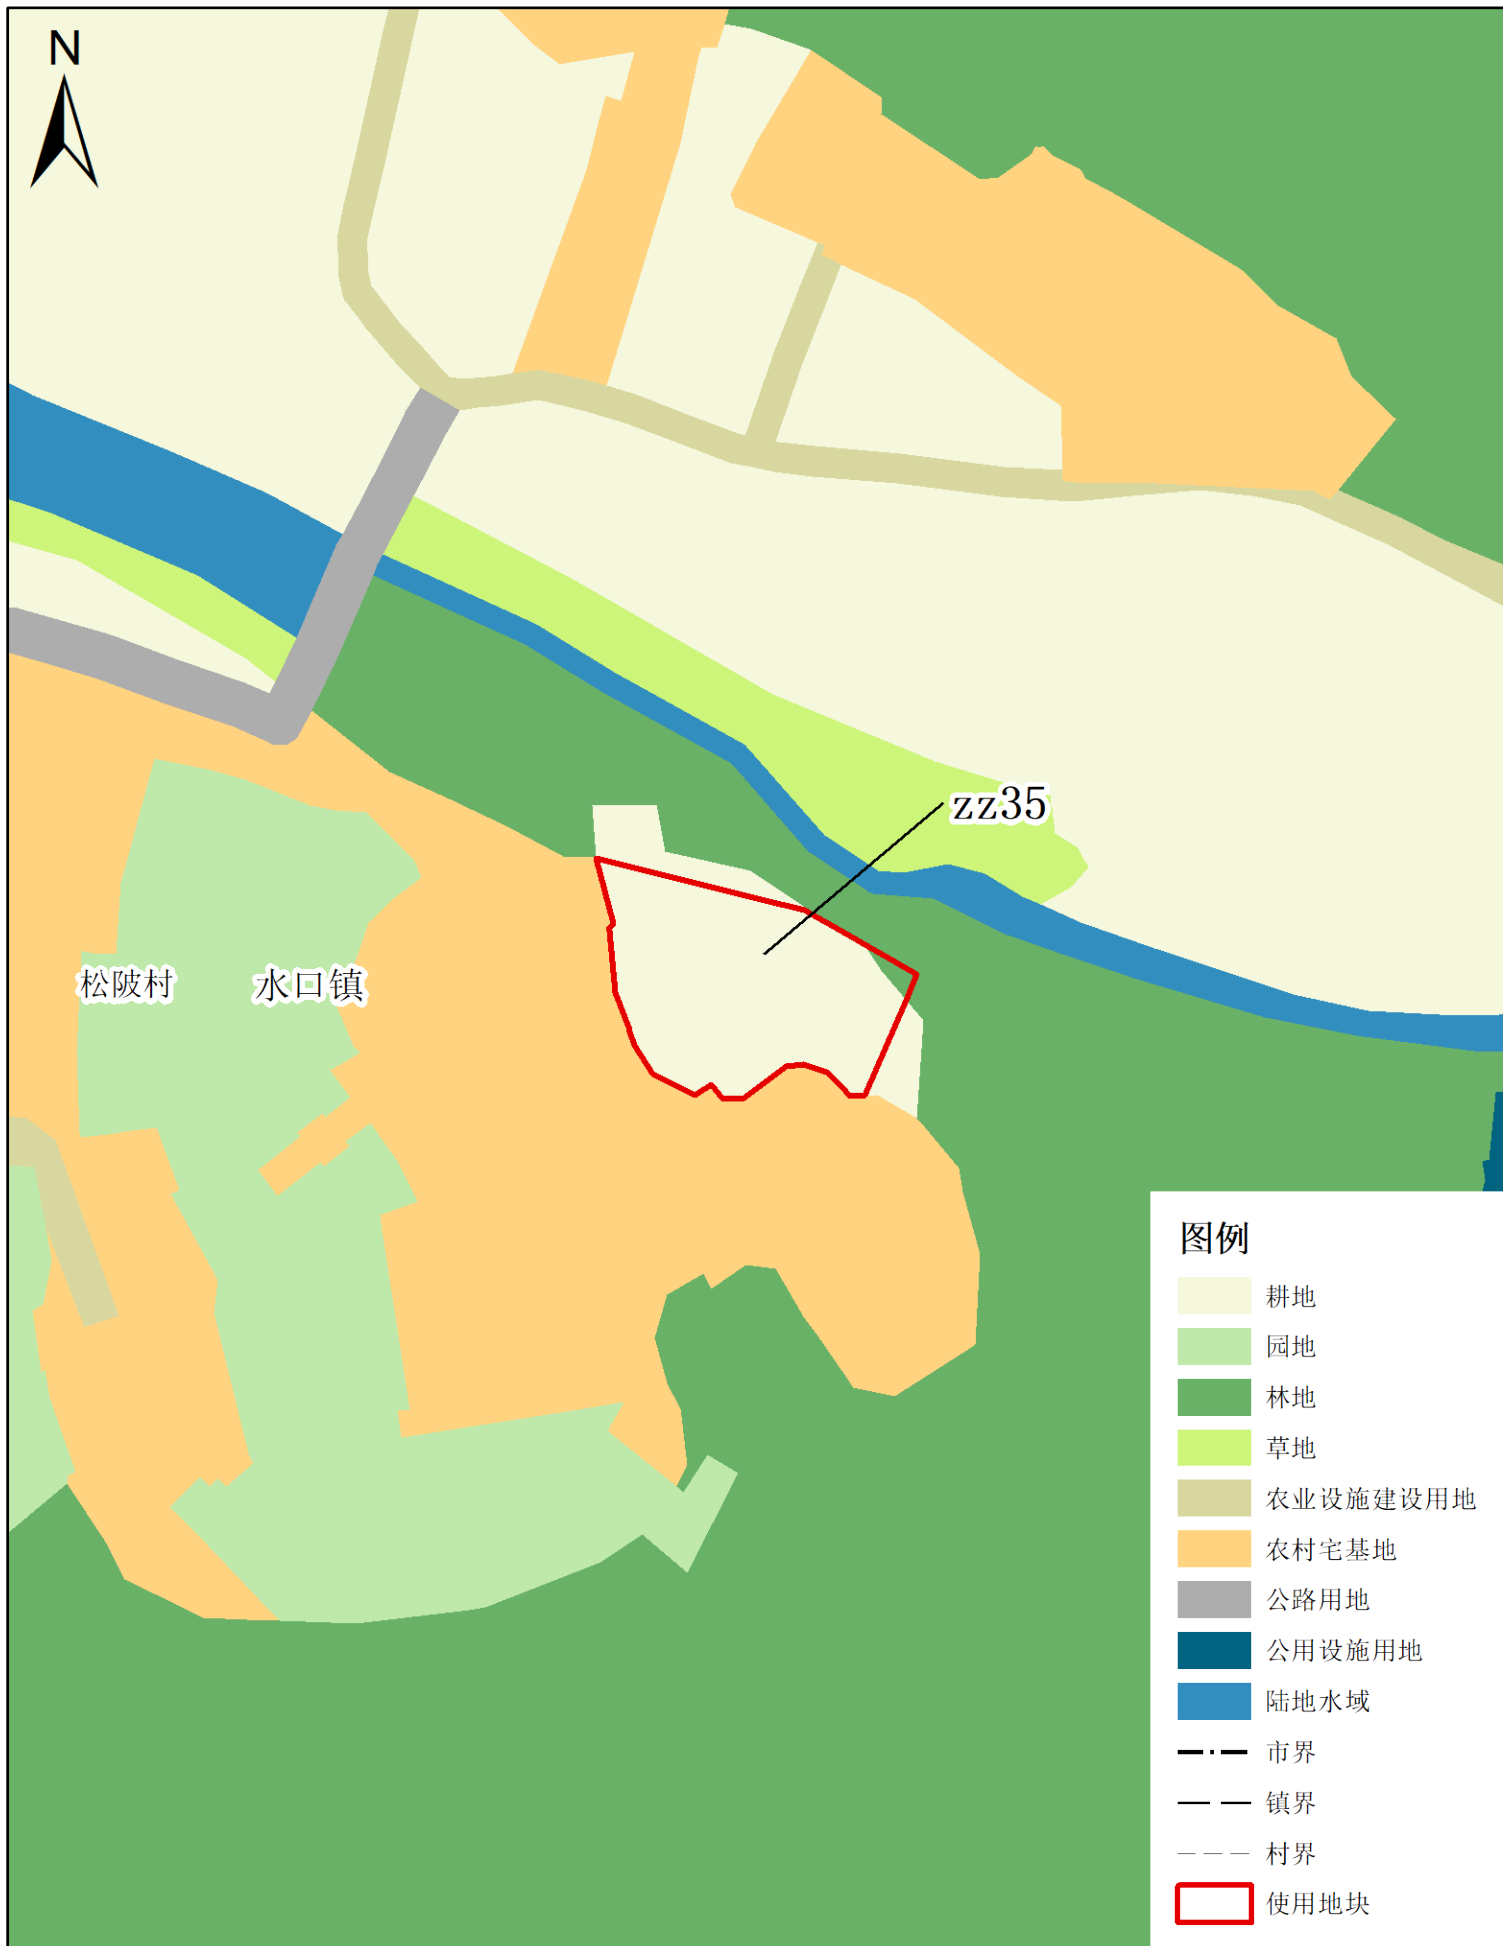 N
zz35
松陂村
水口镇
图例
耕地
园地
林地
草地
农业设施建设用地
农村宅基地
公路用地
公用设施用地
陆地水域
市界
镇界
村界
使用地块